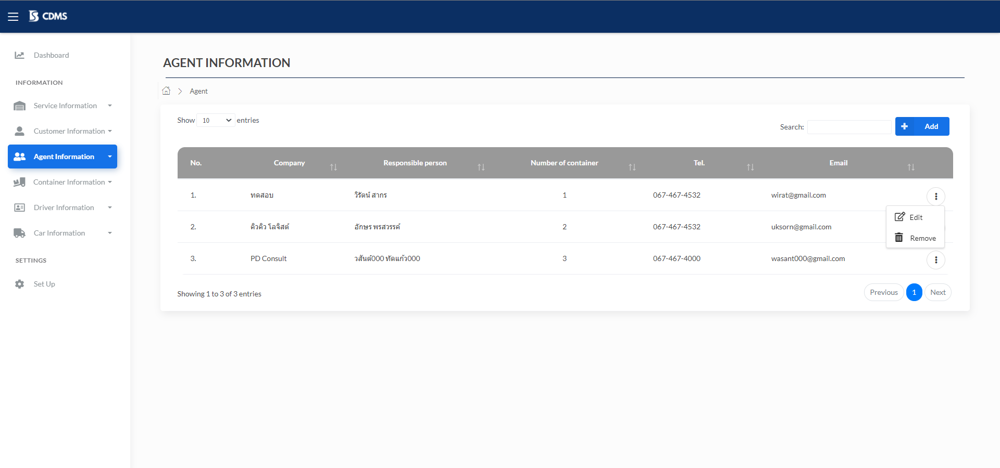 CDMS
Dashboard
INFORMATION
Service Information
Customer Information
Agent Information
Container Information
Driver Information
Car Information
SETTINGS
Set Up
AGENT INFORMATION
Agent
Show 10 entries
Search:
Add
No. Company Responsible person Number of container Tel. Email
1. ทดสอบ วิรัตน์ สากร 1 067-467-4532 wirat@gmail.com
Edit
2. คิวคิว โลจิสต์ อักษร พรสวรรค์ 2 067-467-4532 uksorn@gmail.com
Remove
3. PD Consult วสันต์000 ทัดแก้ว000 3 067-467-4000 wasant000@gmail.com
Showing 1 to 3 of 3 entries
Previous 1 Next